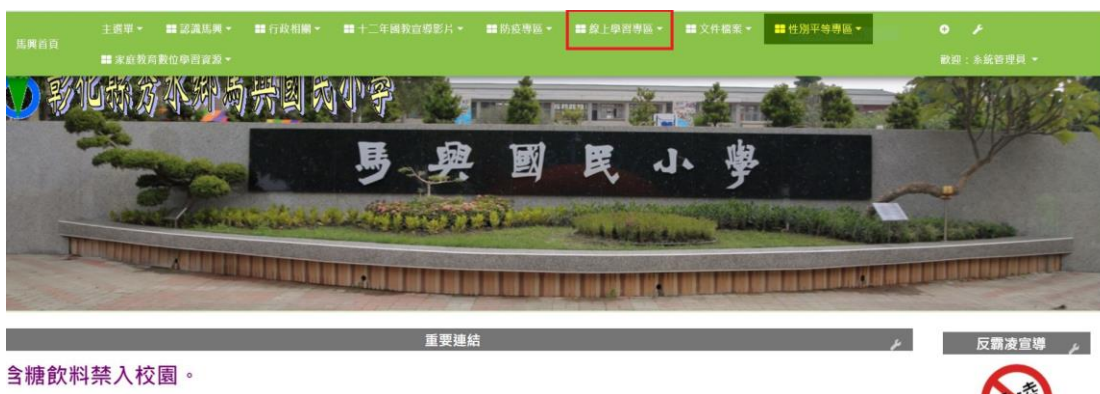 馬興首頁
主選單 認識馬興 行政相關 十二年國教宣導影片 防疫專區 線上學習專區 文件檔案 性別平等專區
家庭教育數位學習資源
歡迎：系統管理員
彰化縣秀水鄉馬興國民小學
馬興國民小學
重要連結
反霸凌宣導
含糖飲料禁入校園。